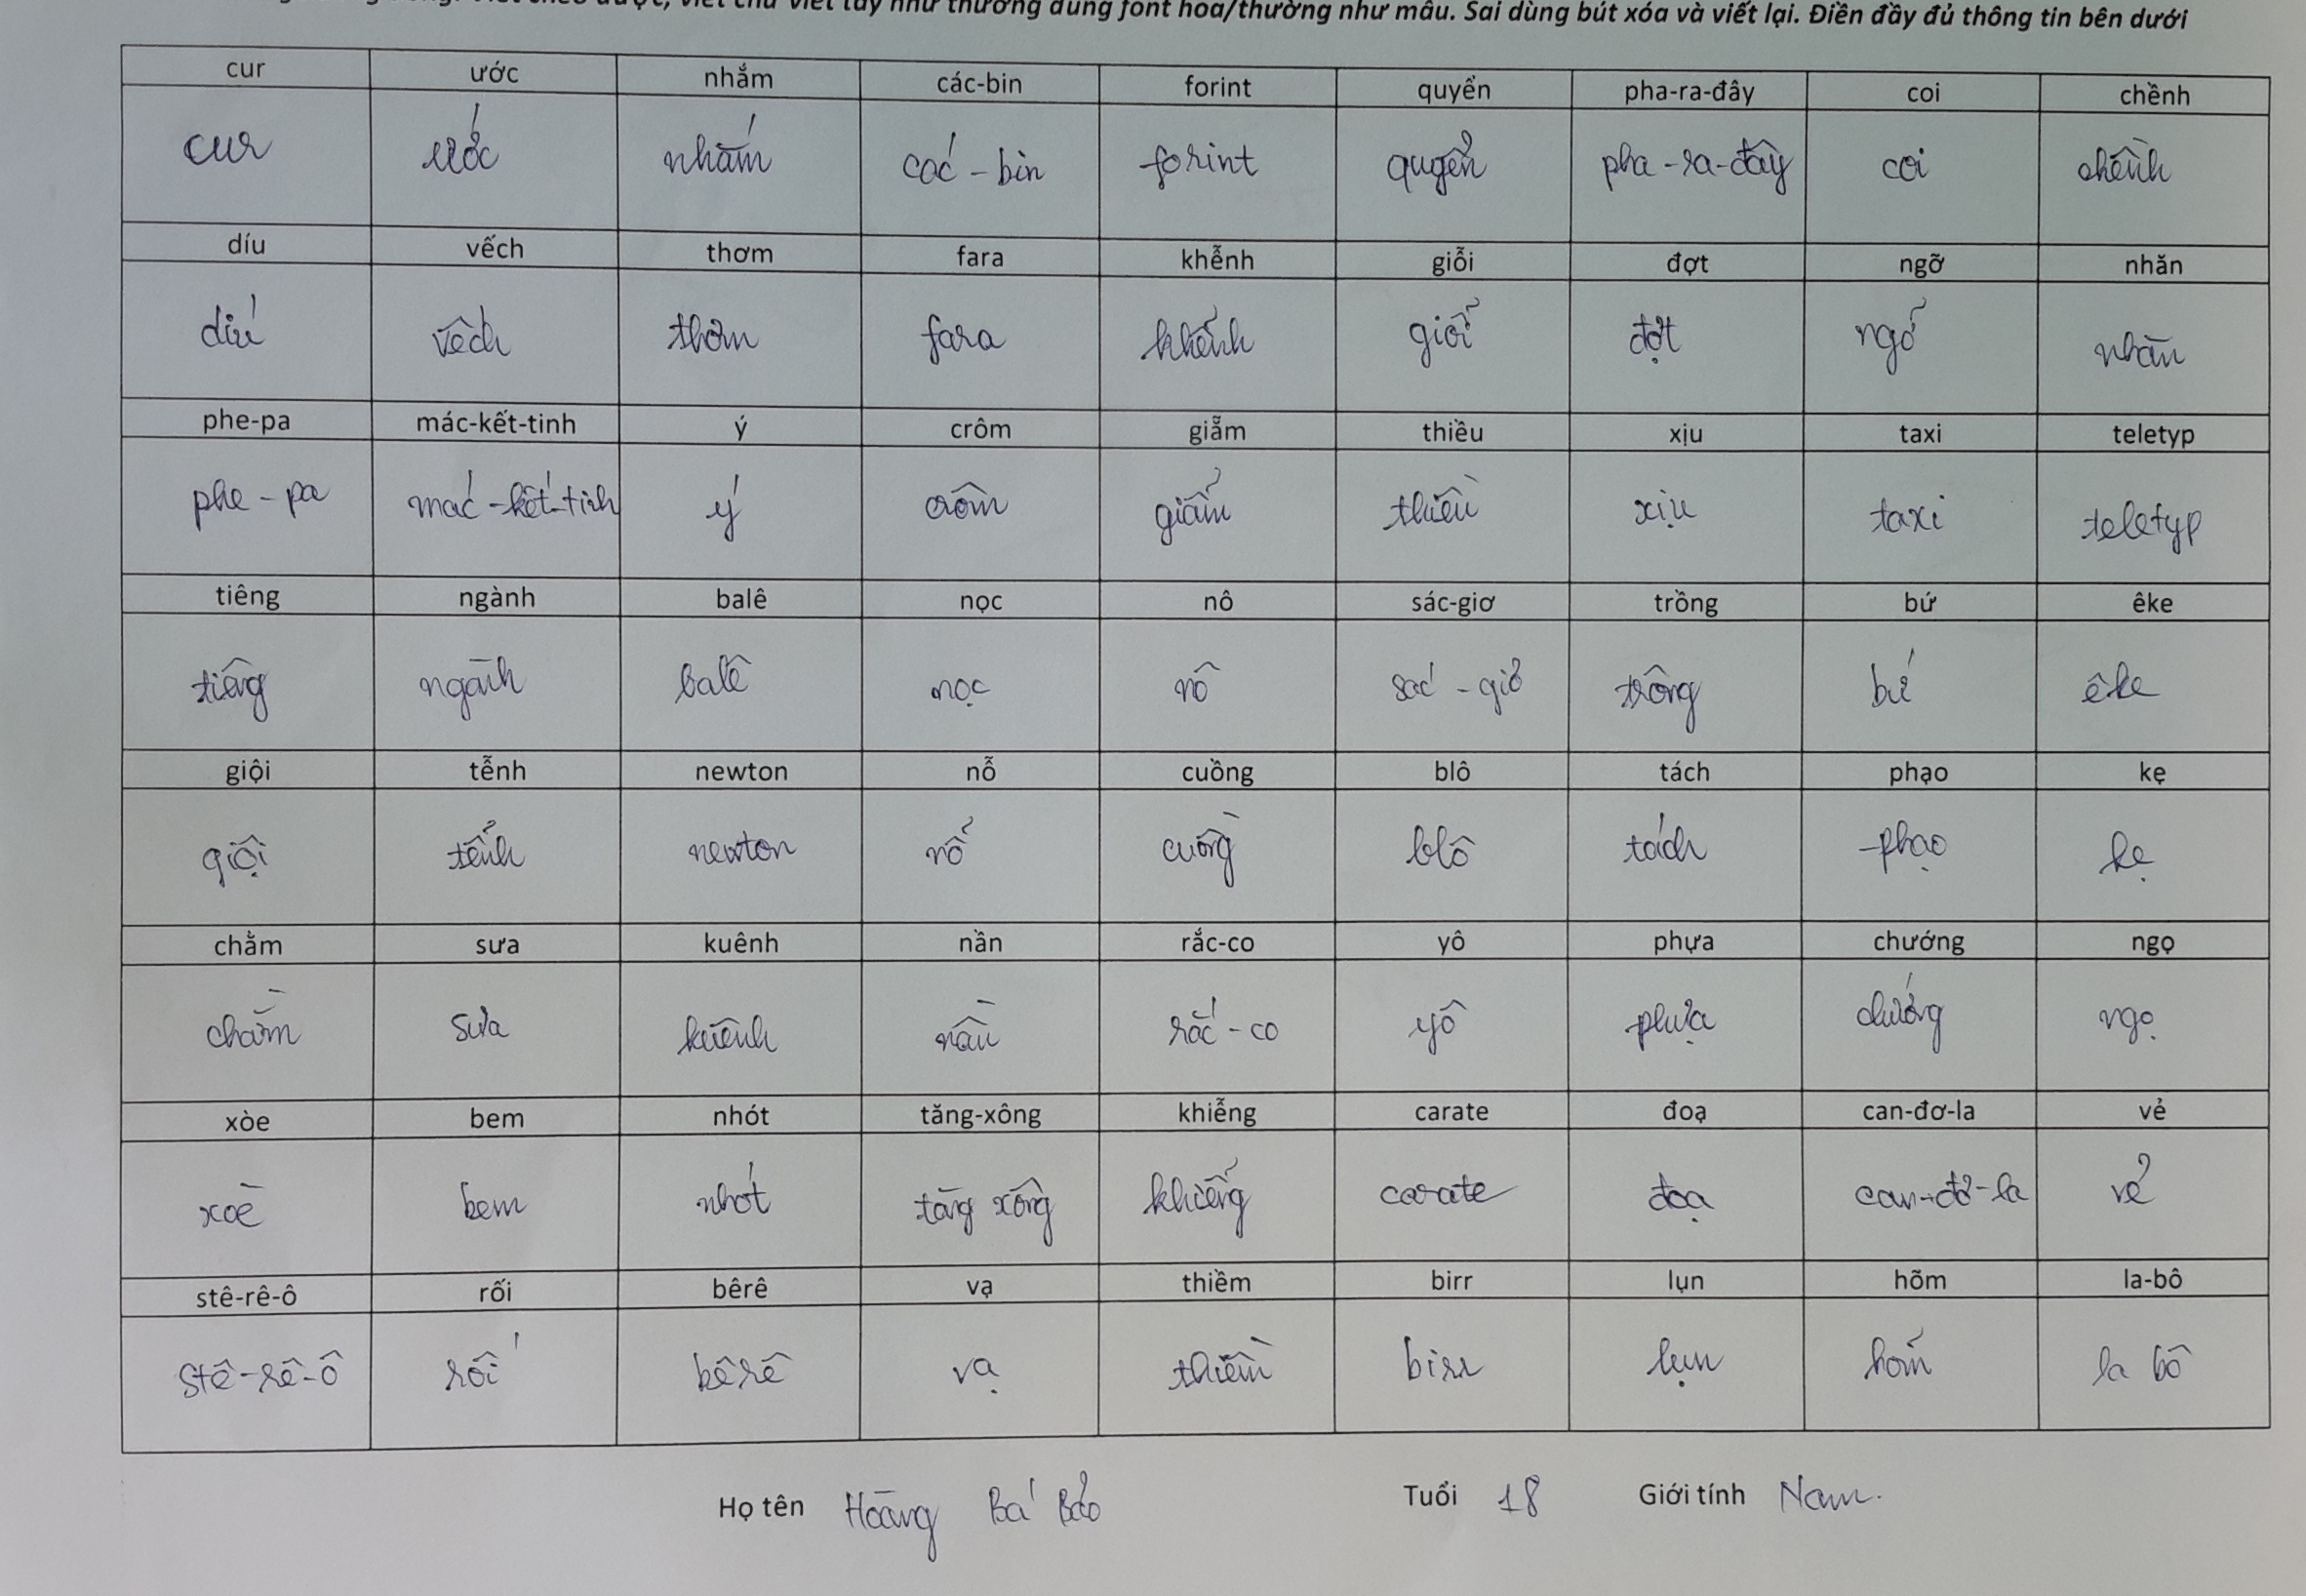 viết chữ viết tay như thường dùng font hoa/thường như mẫu. Sai dùng bút xóa và viết lại. Điền đầy đủ thông tin bên dưới
cur ước nhắm các-bin forint quyển pha-ra-đây coi chềnh
cur ước nhắm các-bin forint quyển pha-ra-đây coi chềnh
díu vếch thơm fara khễnh giỗi đợt ngỡ nhăn
díu vếch thơm fara khễnh giỗi đợt ngỡ nhăn
phe-pa mác-kết-tinh ý crôm giẵm thiều xịu taxi teletyp
phe-pa mác-kết-tinh ý crôm giẵm thiều xịu taxi teletyp
tiêng ngành balê nọc nô sác-giơ trồng bứ êke
tiêng ngành balê nọc nô sác-giơ trồng bứ êke
giội tễnh newton nỗ cuồng blô tách phạo kẹ
giội tễnh newton nỗ cuồng blô tách phạo kẹ
chằm sưa kuênh nần rắc-co yô phựa chướng ngọ
chằm sưa kuênh nần rắc-co yô phựa chướng ngọ
xòe bem nhót tăng-xông khiễng carate đoạ can-đơ-la vẻ
xoè bem nhót tăng xông khiễng carate đoạ can-đơ-la vẻ
stê-rê-ô rối bêrê vạ thiềm birr lụn hõm la-bô
stê-rê-ô rối bêrê vạ thiềm birr lụn hõm la bô
Họ tên Hoàng Bá Bảo Tuổi 18 Giới tính Nam.